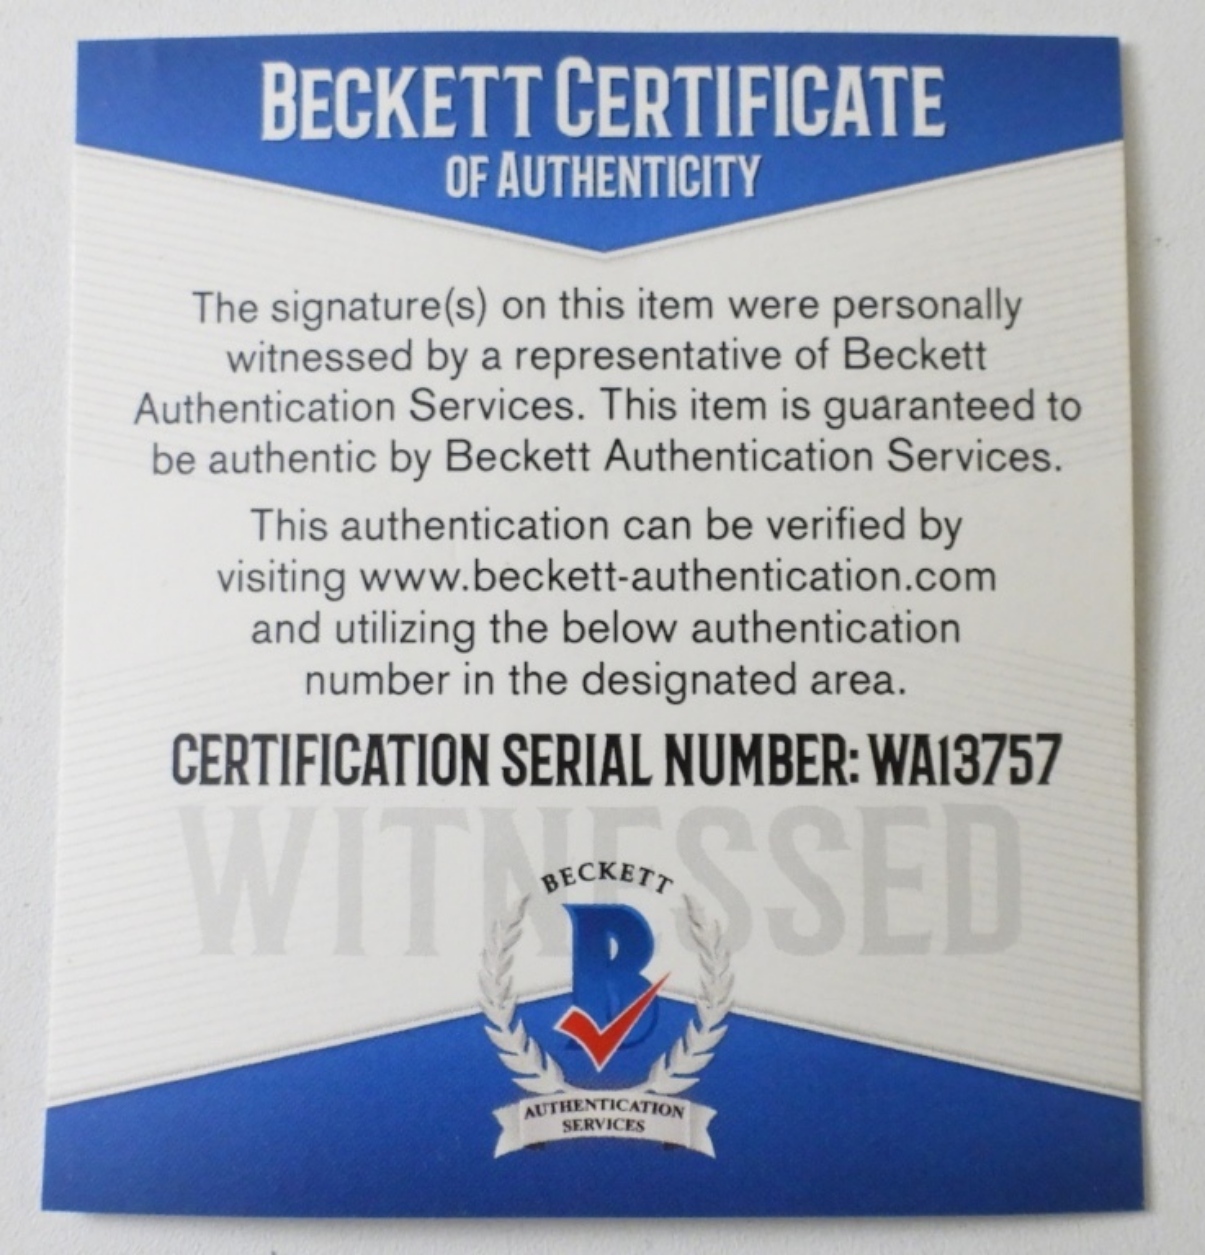 BECKETT CERTIFICATE
OF AUTHENTICITY
The signature(s) on this item were personally
witnessed by a representative of Beckett
Authentication Services. This item is guaranteed to
be authentic by Beckett Authentication Services.
This authentication can be verified by
visiting www.beckett-authentication.com
and utilizing the below authentication
number in the designated area.
CERTIFICATION SERIAL NUMBER: WA13757
WITNESSED
BECKETT
B
AUTHENTICATION
SERVICES